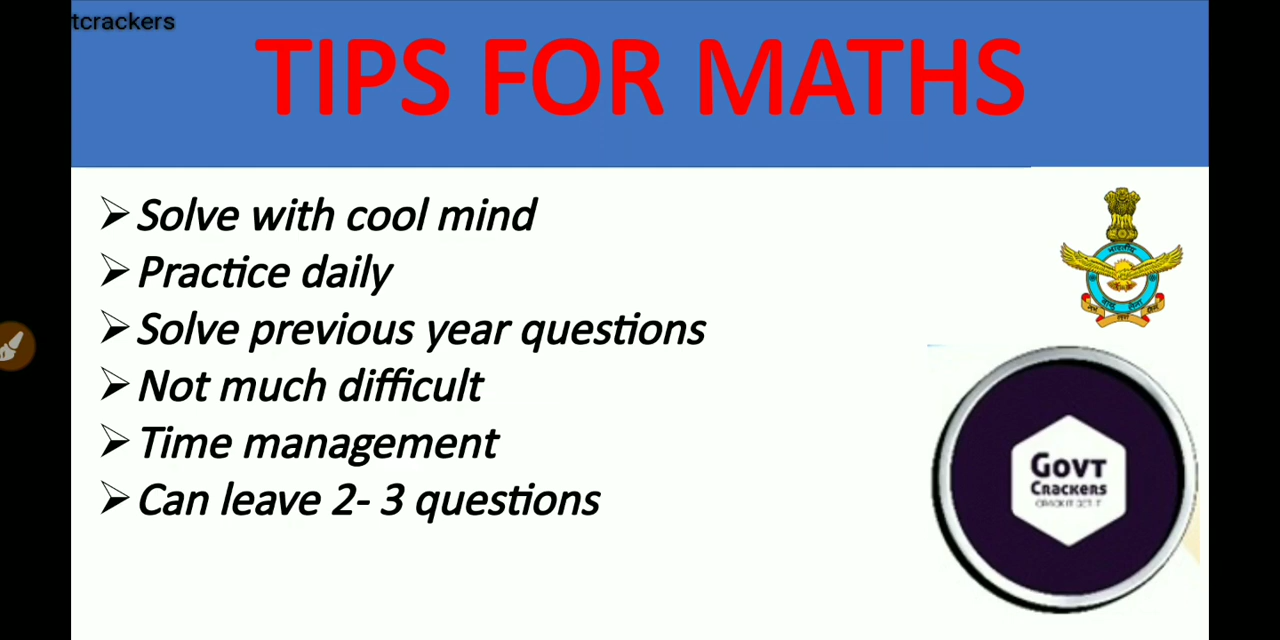 tcrackers
TIPS FOR MATHS
Solve with cool mind
Practice daily
Solve previous year questions
Not much difficult
Time management
Can leave 2- 3 questions
GOVT
CRACKERS